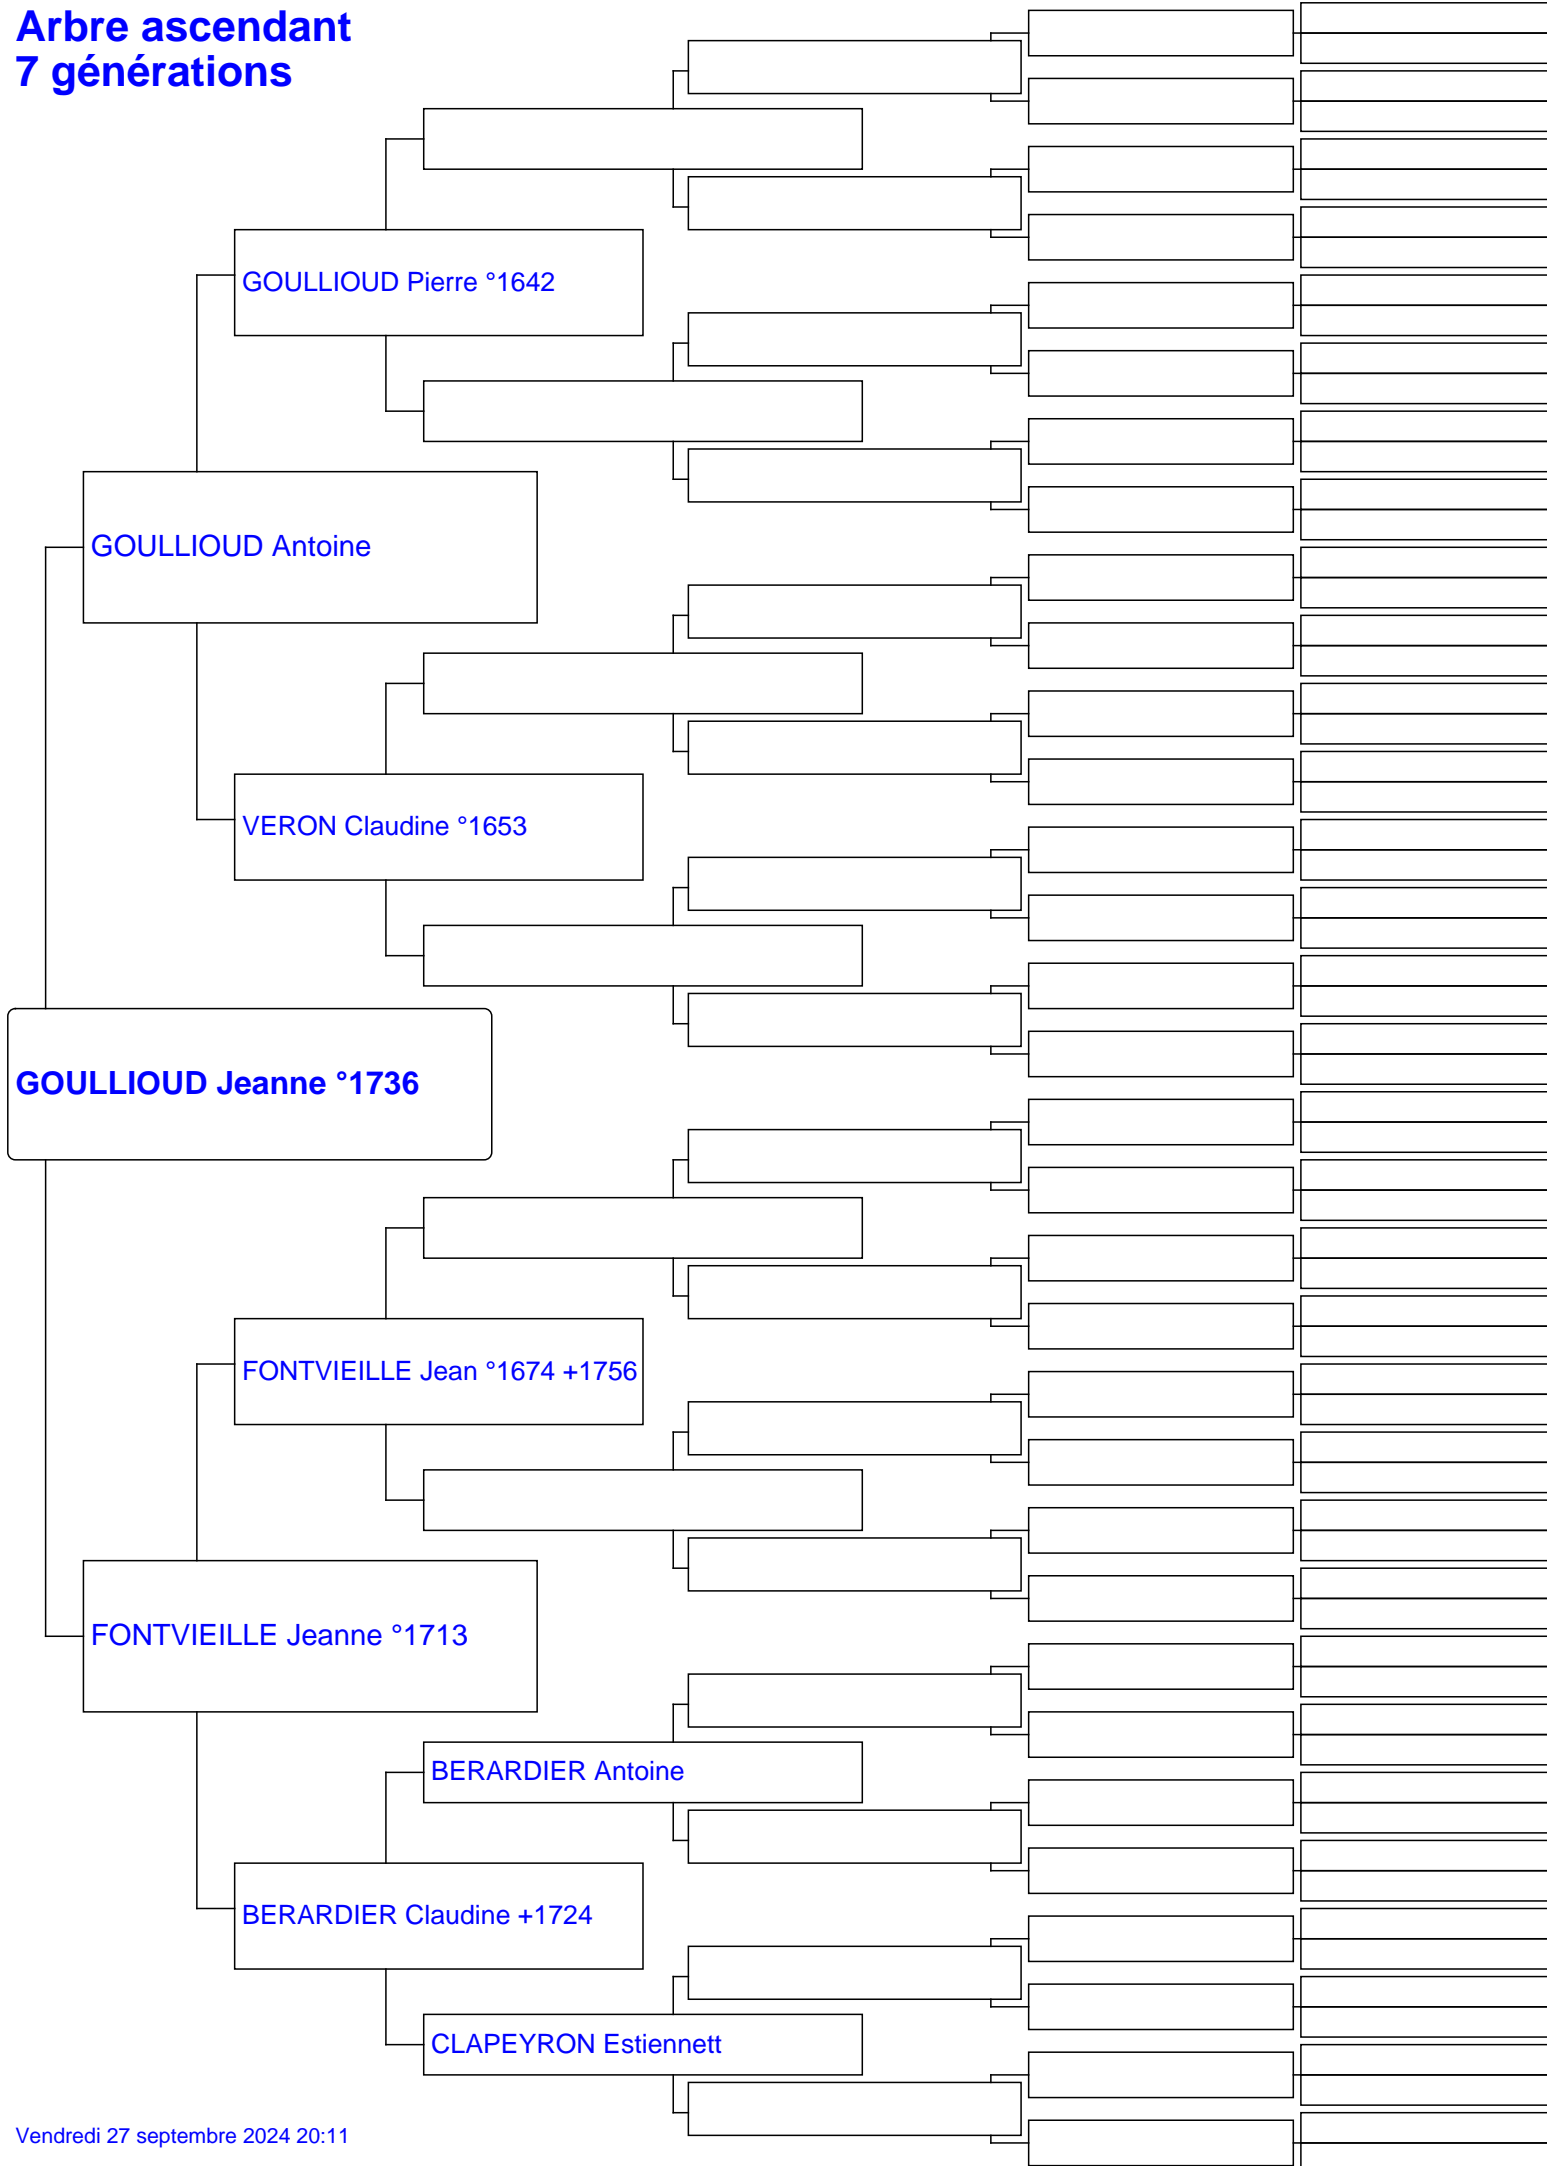 Arbre ascendant
7 générations
GOULLIOUD Pierre °1642
GOULLIOUD Antoine
VERON Claudine °1653
GOULLIOUD Jeanne °1736
FONTVIEILLE Jean °1674 +1756
FONTVIEILLE Jeanne °1713
BERARDIER Antoine
BERARDIER Claudine +1724
CLAPEYRON Estiennett
Vendredi 27 septembre 2024 20:11